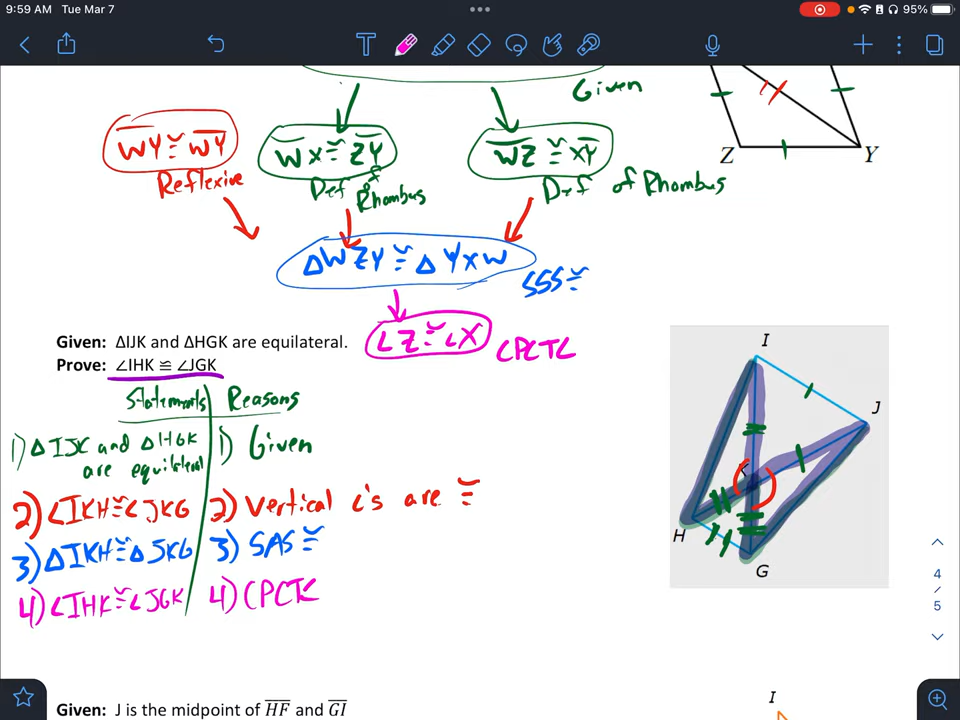 9:59 AM Tue Mar 7
95%
T
Given
Z
Y
WY ≅ WY
WX ≅ ZY
WZ ≅ XY
Reflexive
Def of Rhombus
Def of Rhombus
ΔWZY ≅ ΔYXW
SSS ≅
∠Z ≅ ∠X
CPCTC
Given: ΔIJK and ΔHGK are equilateral.
Prove: ∠IHK ≌ ∠JGK
Statements Reasons
1) ΔIJK and ΔHGK are equilateral 1) Given
2) ∠IKH ≅ ∠JKG 2) Vertical ∠'s are ≅
3) ΔIKH ≅ ΔJKG 3) SAS ≅
4) ∠IHK ≅ ∠JGK 4) CPCTC
I
J
K
H
G
4
5
Given: J is the midpoint of HF and GI
I